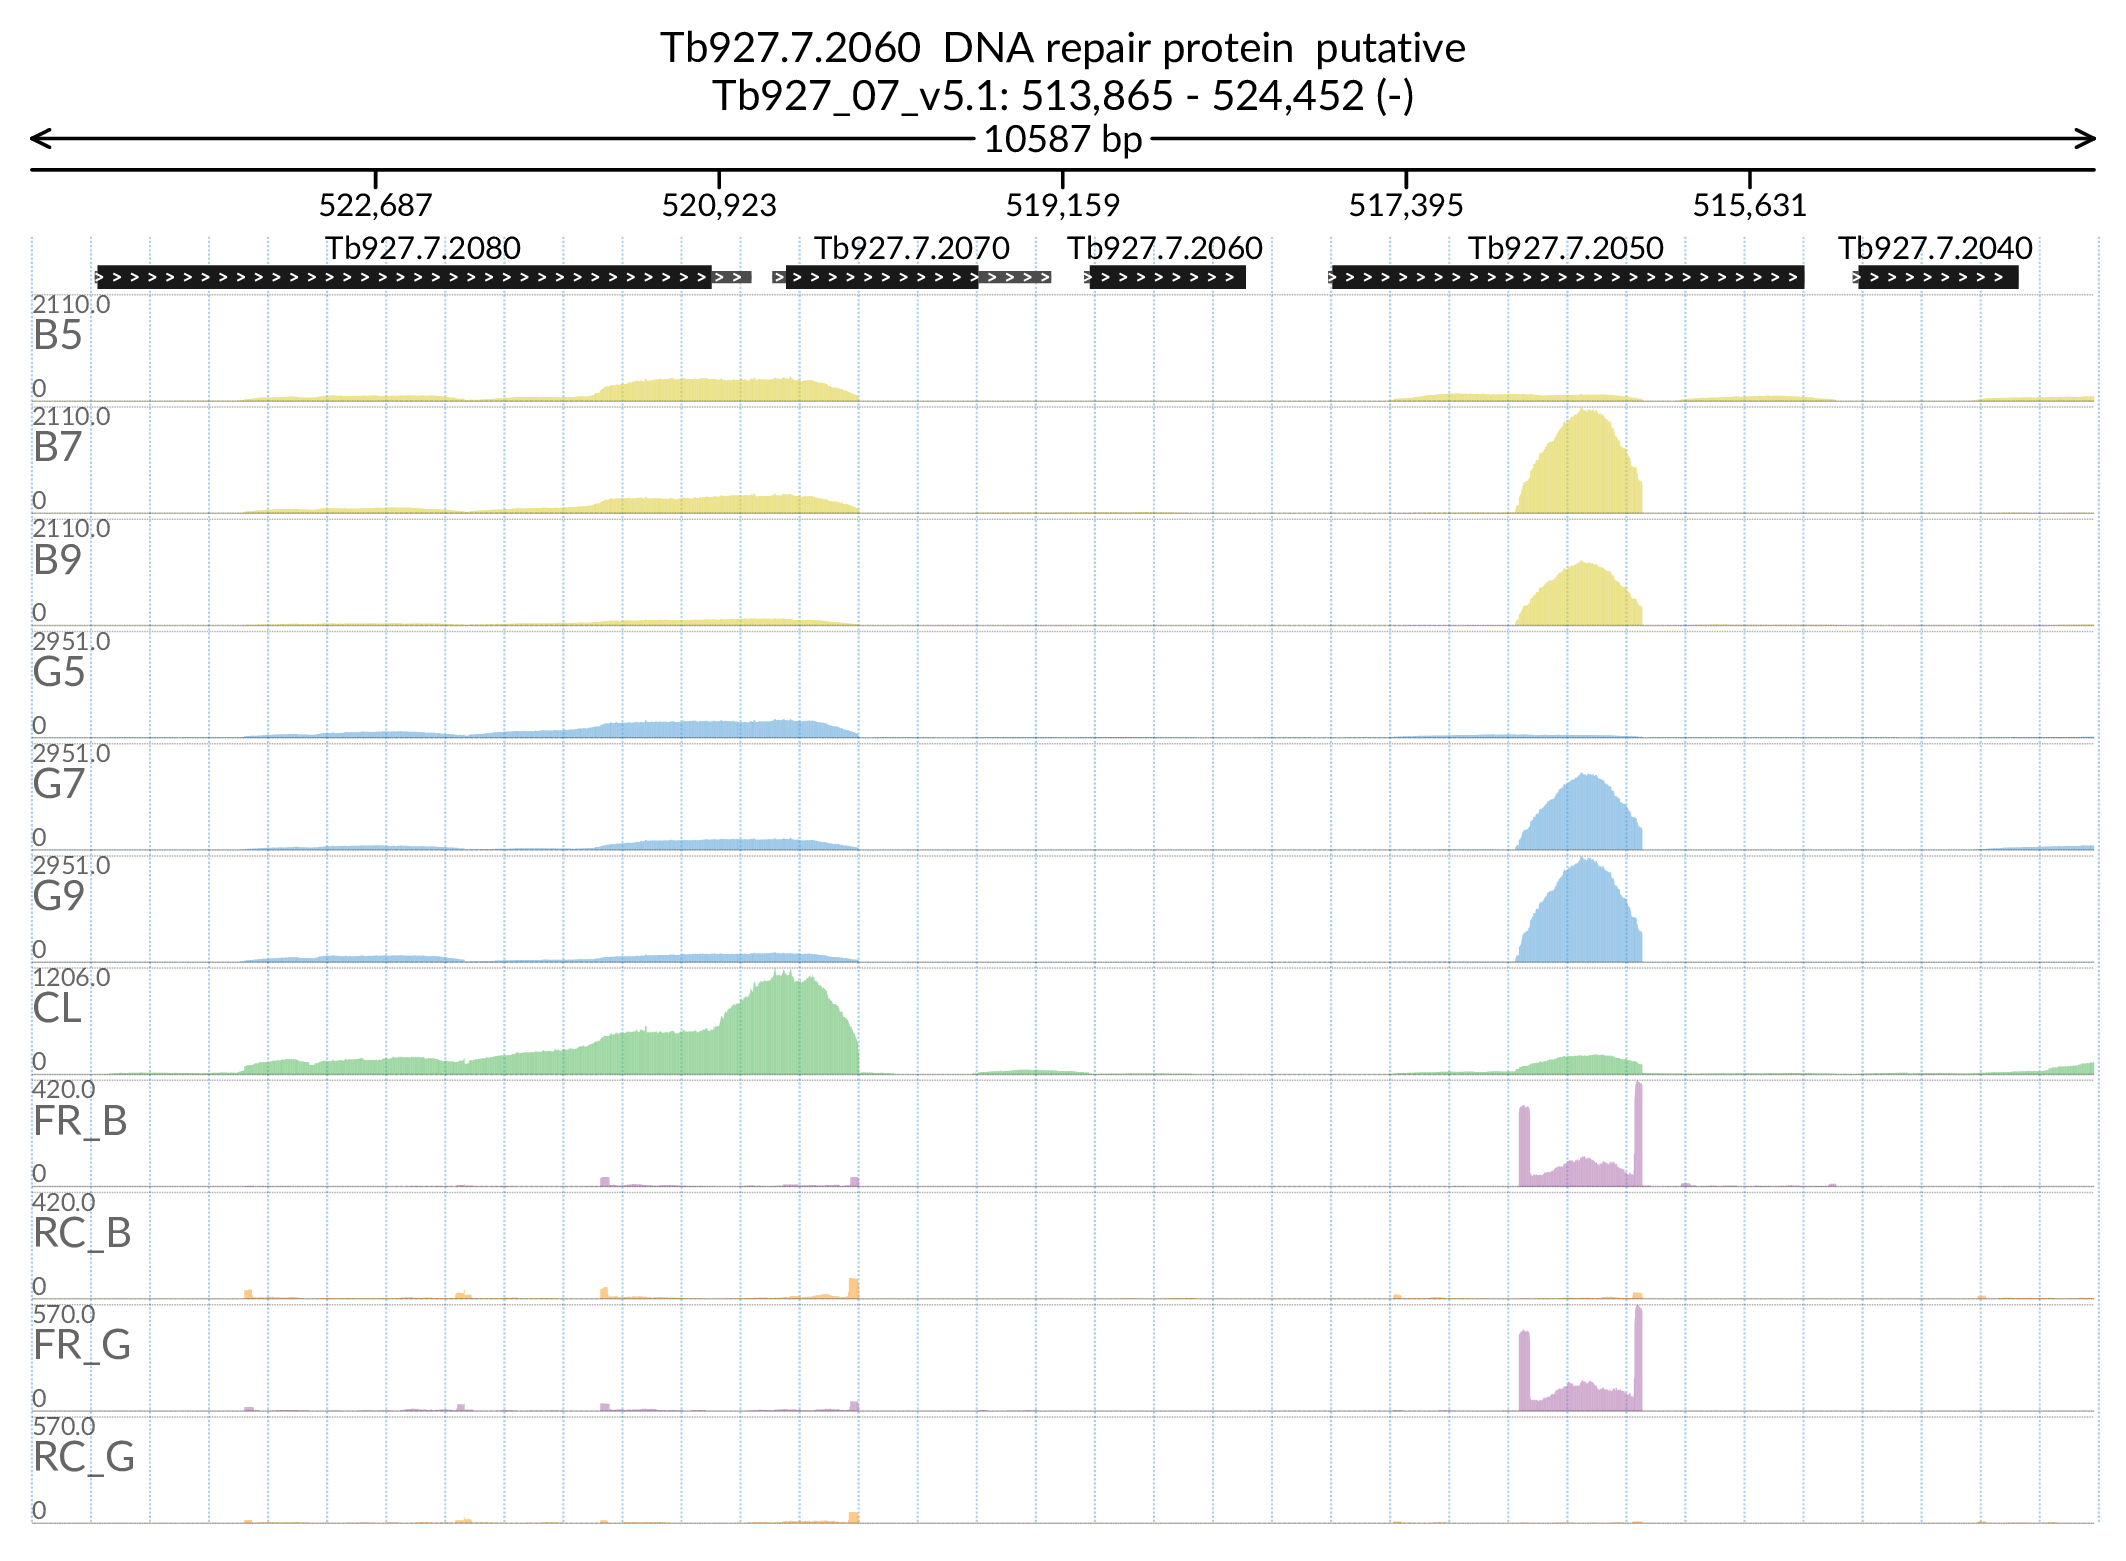 Tb927.7.2060  DNA repair protein  putative
Tb927_07_v5.1: 513,865 - 524,452 (-)
10587 bp
522,687 520,923 519,159 517,395 515,631
Tb927.7.2080 Tb927.7.2070 Tb927.7.2060 Tb927.7.2050 Tb927.7.2040
2110.0
B5
0
2110.0
B7
0
2110.0
B9
0
2951.0
G5
0
2951.0
G7
0
2951.0
G9
0
1206.0
CL
0
420.0
FR_B
0
420.0
RC_B
0
570.0
FR_G
0
570.0
RC_G
0